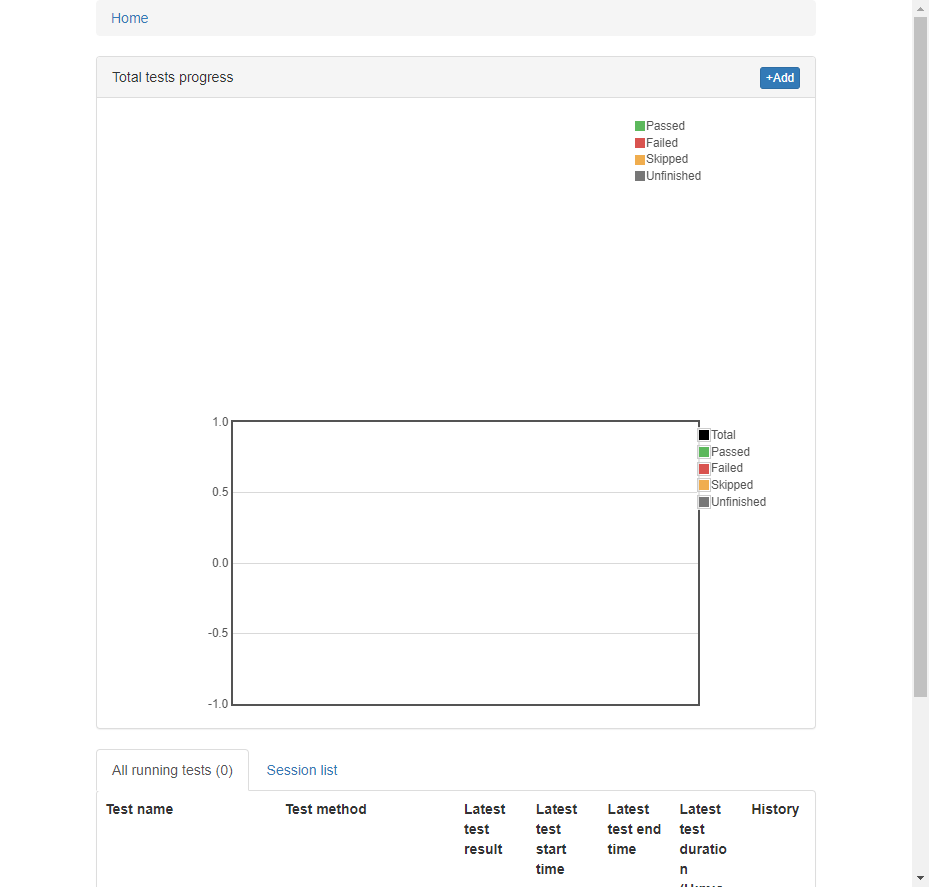 Home
Total tests progress
+Add
Passed
Failed
Skipped
Unfinished
1.0
0.5
0.0
-0.5
-1.0
Total
Passed
Failed
Skipped
Unfinished
All running tests (0)
Session list
Test name
Test method
Latest
test
result
Latest
test
start
time
Latest
test end
time
Latest
test
duratio
n
History